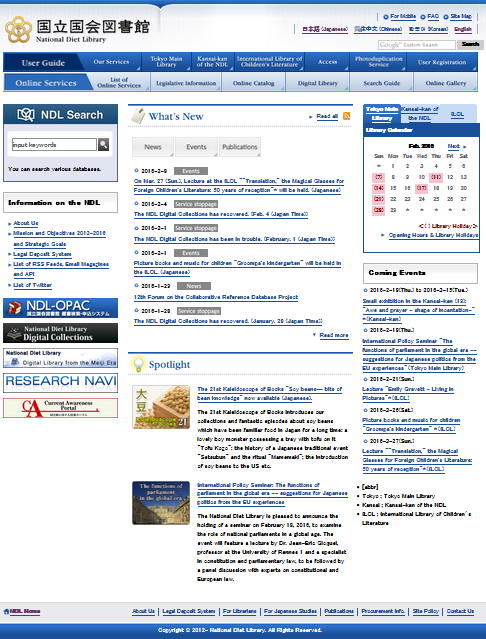 For Mobile FAQ Site Map
国立国会図書館
National Diet Library
日本語 (Japanese) 简体中文 (Chinese) 한국어 (Korean) English
Google Custom Search Search
User Guide
Our Services
Tokyo Main Library
Kansai-kan of the NDL
International Library of Children's Literature
Access
Photoduplication Service
User Registration
Online Services
List of Online Services
Legislative Information
Online Catalog
Digital Library
Search Guide
Online Gallery
NDL Search
input keywords
You can search various databases.
Information on the NDL
About Us
Mission and Objectives 2012-2016
and Strategic Goals
Legal Deposit System
List of RSS Feeds, Email Magazines
and API
List of Twitter
NDL-OPAC
National Diet Library
Digital Collections
National Diet Library
Digital Library from the Meiji Era
RESEARCH NAVI
CA Current Awareness
Portal
What's New
Read all
News Events Publications
2016-2-8 Events
On Mar. 27 (Sun.), Lecture at the ILCL "Translation," the Magical Glasses for
Foreign Children's Literature: 50 years of reception" will be held. (Japanese)
2016-2-4 Service stoppage
The NDL Digital Collections has recovered. (Feb. 4 (Japan Time))
2016-2-1 Service stoppage
The NDL Digital Collections has been in trouble. (February, 1 (Japan Time))
2016-2-1 Events
Picture books and music for children "Groonga's kindergarten" will be held in
the ILCL. (Japanese)
2016-1-29 News
12th Forum on the Collaborative Reference Database Project
2016-1-28 Service stoppage
The NDL Digital Collections has recovered. (January, 28 (Japan Time))
Read more
Spotlight
大豆
21
The 21st Kaleidoscope of Books "Soy beans— bits of
bean knowledge" now available (Japanese).
The 21st Kaleidoscope of Books introduces our
collections and fantastic episodes about soy beans
which have been familiar food in Japan for a long time: a
lovely boy monster possessing a tray with tofu on it
"Tofu Kozo"; the history of a Japanese traditional event
"Setsubun" and the ritual "Mamemaki"; the introduction
of soy beans to the US etc.
The functions of
parliament
in the global era
International Policy Seminar: The functions of
parliament in the global era -- suggestions for Japanese
politics from the EU experiences
The National Diet Library is pleased to announce the
holding of a seminar on February 18, 2016, to examine
the role of national parliaments in a global age. The
event will feature a lecture by Dr. Jean-Éric Gicquel,
professor at the University of Rennes 1 and a specialist
in constitution and parliamentary law, to be followed by
a panel discussion with experts on constitutional and
European law.
Tokyo Main Library
Kansai-kan of the NDL
ILCL
Library Calendar
Feb. 2016 Next
Sun Mon Tue Wed Thu Fri Sat
* 1 2 3 4 5 6
(7) 8 9 10 (11) 12 13
(14) 15 16 (17) 18 19 20
(21) 22 23 24 25 26 27
(28) 29 * * * * *
<( ) Library Holiday>
Opening Hours & Library Holidays
Coming Events
2016-2-18(Thu.) to 2016-3-15(Tue.)
Small exhibition in the Kansai-kan (19):
2016-2-18(Thu.)
International Policy Seminar "The
functions of parliament in the global era --
suggestions for Japanese politics from the
EU experiences" (Tokyo Main Library)
2016-2-21(Sun.)
Lecture "Emily Gravett - Living in
Pictures" *(ILCL)
Picture books and music for children
"Groonga's kindergarten" *(ILCL)
2016-3-27(Sun.)
Lecture "Translation," the Magical
Glasses for Foreign Children's Literature:
50 years of reception" *(ILCL)
[abbr]
Tokyo : Tokyo Main Library
Kansai : Kansai-kan of the NDL
ILCL : International Library of Children's
Literature
NDL Home
About Us Legal Deposit System For Librarians For Japanese Studies Publications Procurement Info. Site Policy Contact Us
Copyright © 2012- National Diet Library. All Rights Reserved.